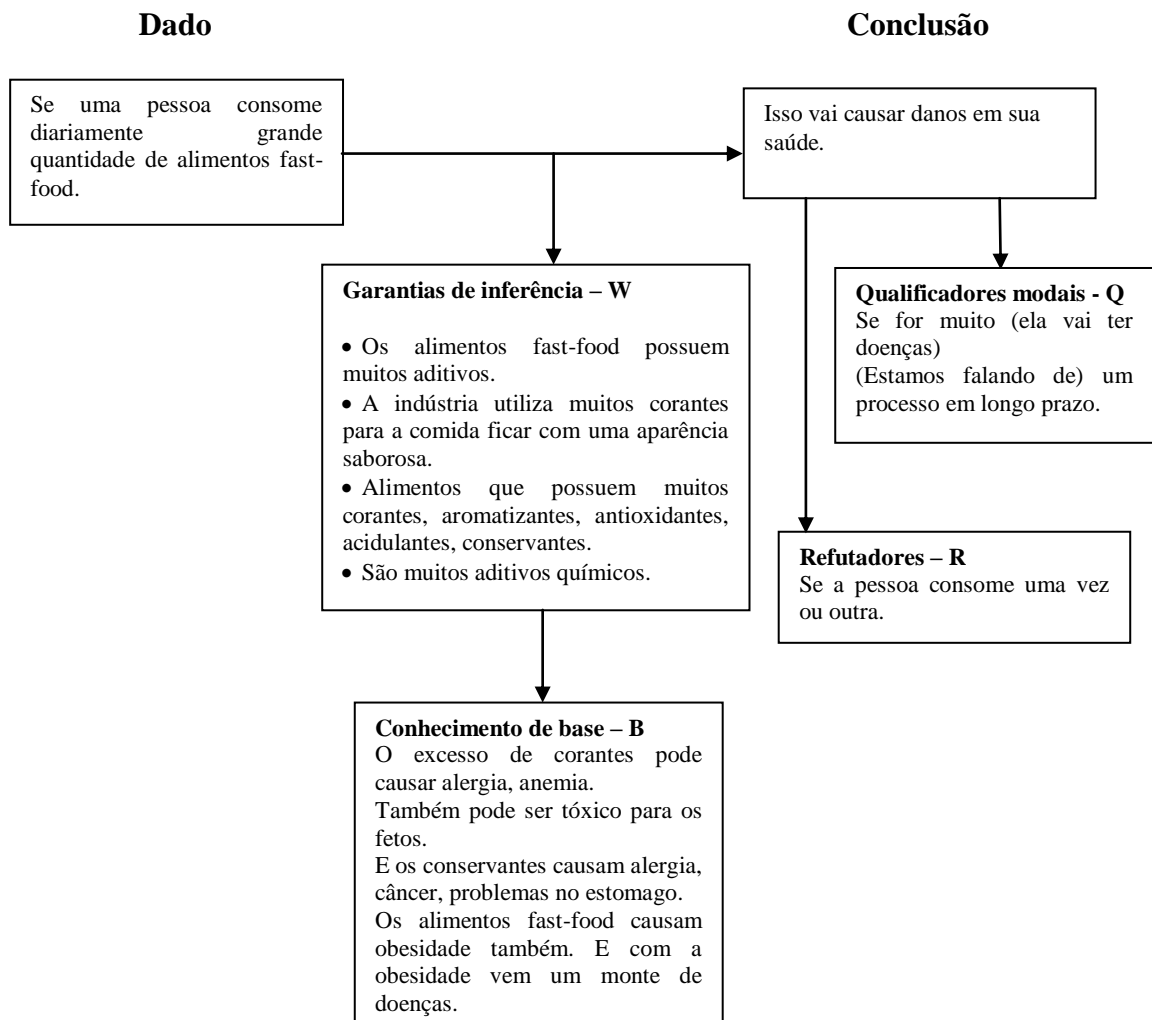 Dado
Conclusão
Se uma pessoa consome
diariamente grande
quantidade de alimentos fast-
food.
Isso vai causar danos em sua
saúde.
Garantias de inferência – W
• Os alimentos fast-food possuem
muitos aditivos.
• A indústria utiliza muitos corantes
para a comida ficar com uma aparência
saborosa.
• Alimentos que possuem muitos
corantes, aromatizantes, antioxidantes,
acidulantes, conservantes.
• São muitos aditivos químicos.
Qualificadores modais - Q
Se for muito (ela vai ter
doenças)
(Estamos falando de) um
processo em longo prazo.
Refutadores – R
Se a pessoa consome uma vez
ou outra.
Conhecimento de base – B
O excesso de corantes pode
causar alergia, anemia.
Também pode ser tóxico para os
fetos.
E os conservantes causam alergia,
câncer, problemas no estomago.
Os alimentos fast-food causam
obesidade também. E com a
obesidade vem um monte de
doenças.